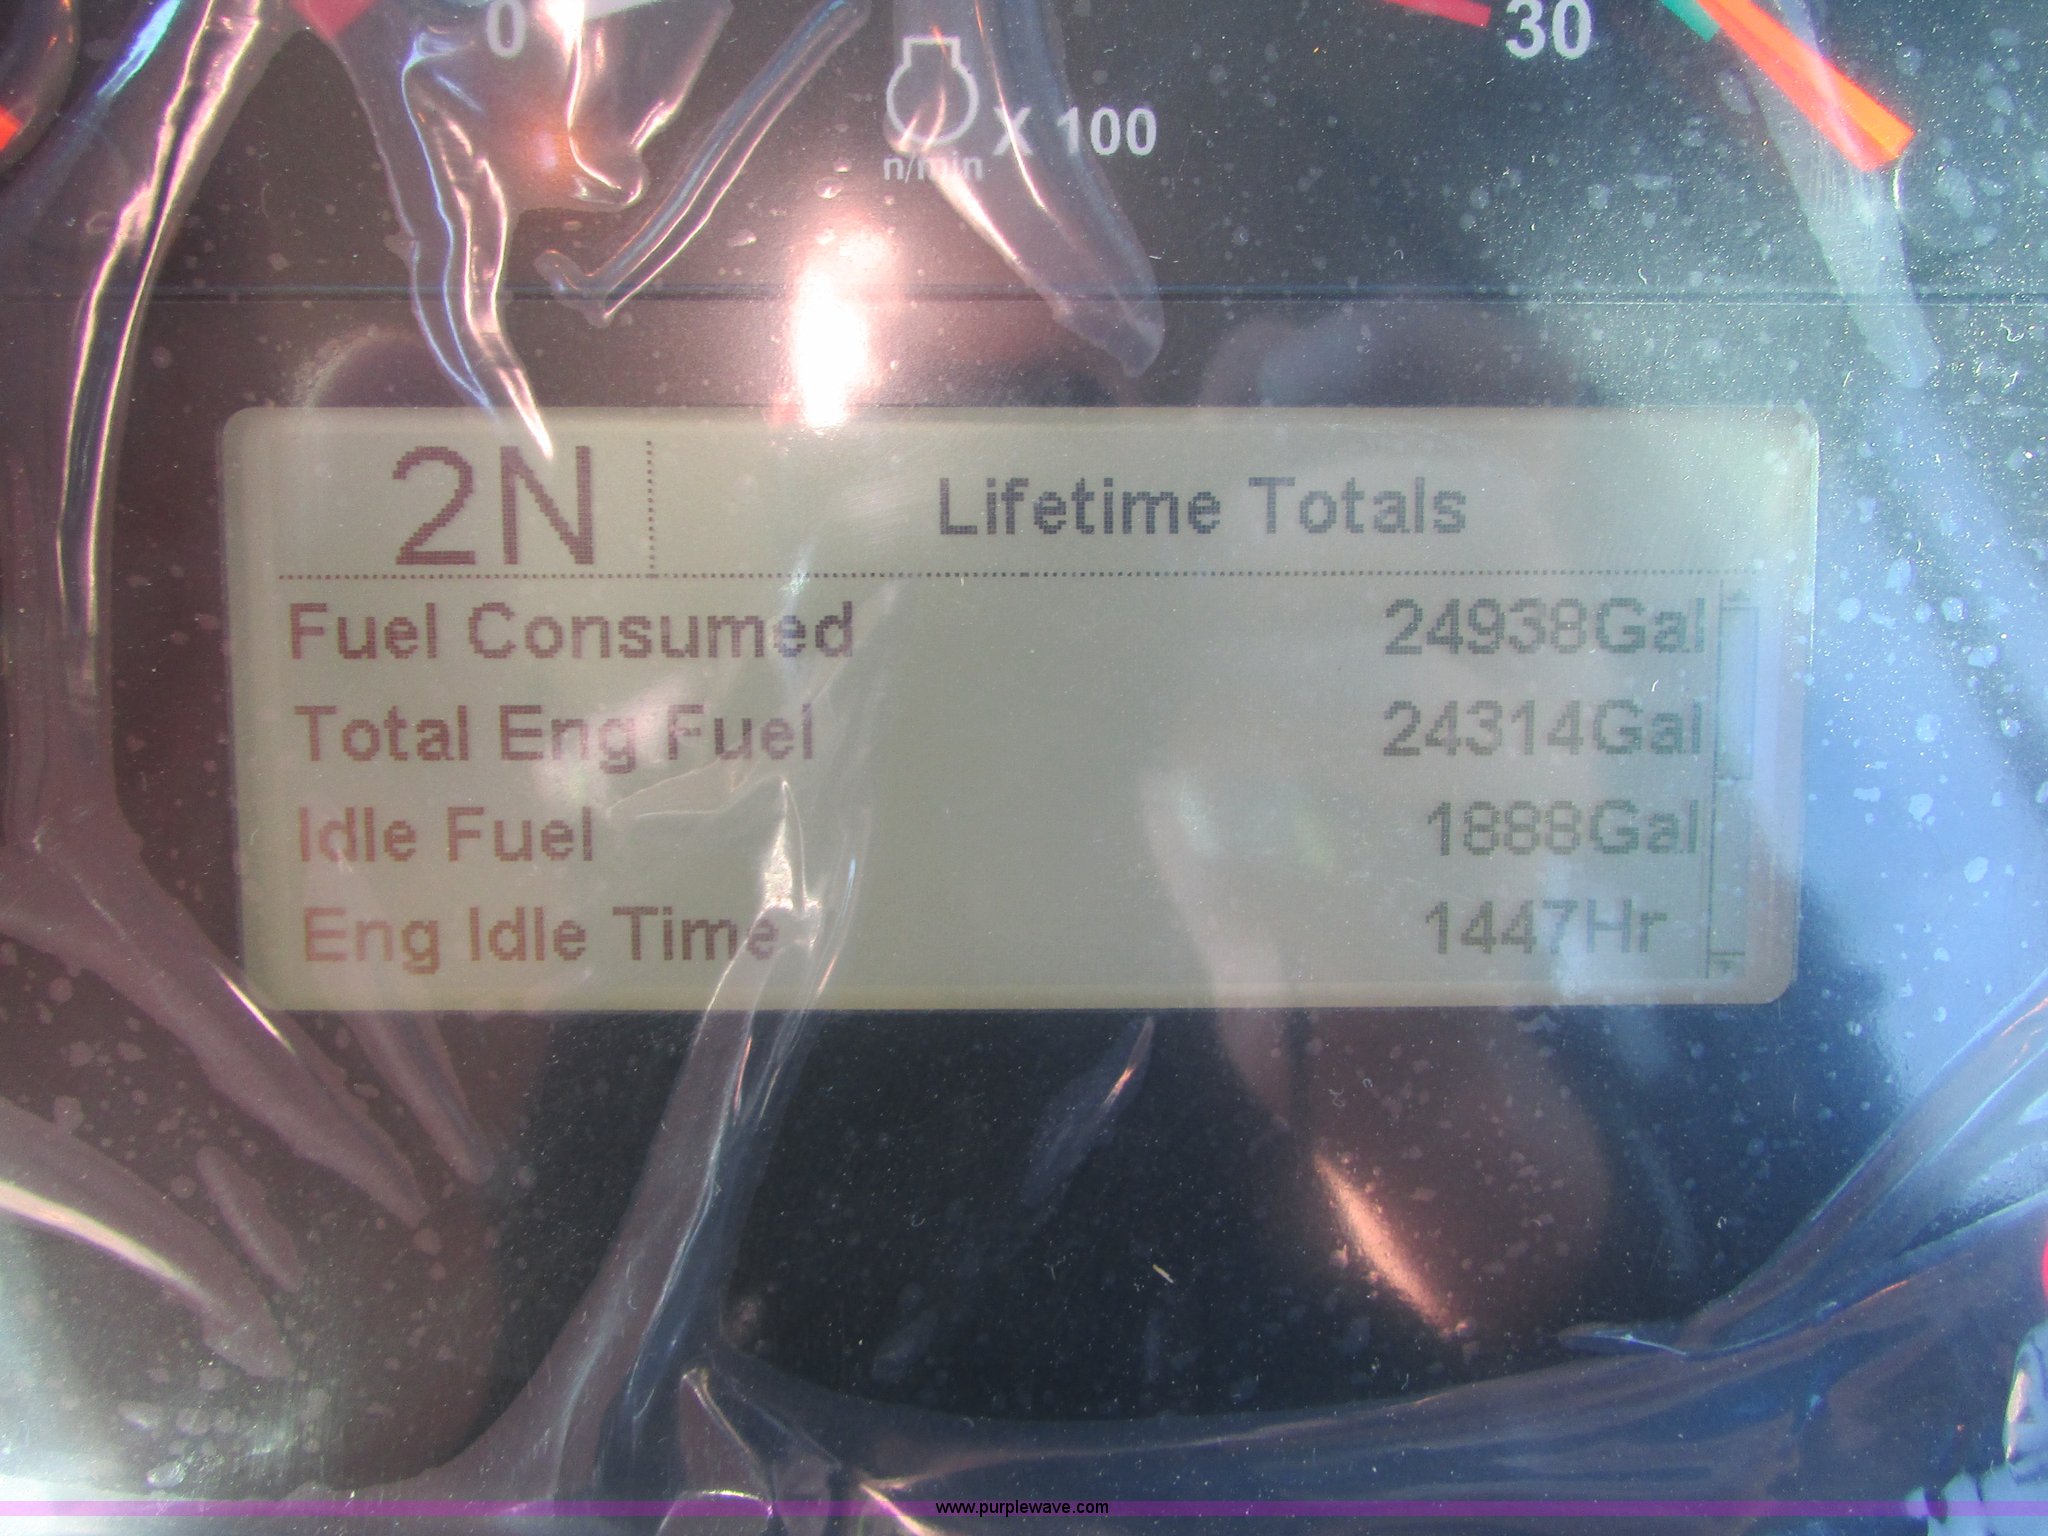 0
30
X 100
n/min
2N
Lifetime Totals
Fuel Consumed 24938Gal
Total Eng Fuel 24314Gal
Idle Fuel 1888Gal
Eng Idle Time 1447Hr
www.purplewave.com